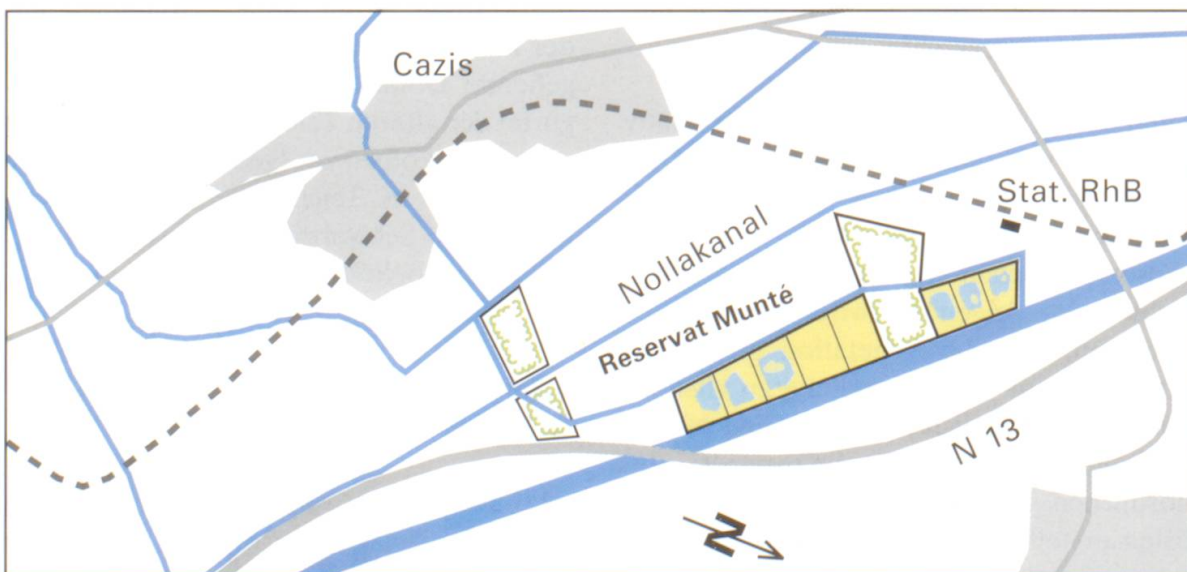 Cazis
Stat. RhB
Nollakanal
Reservat Munté
N 13
N